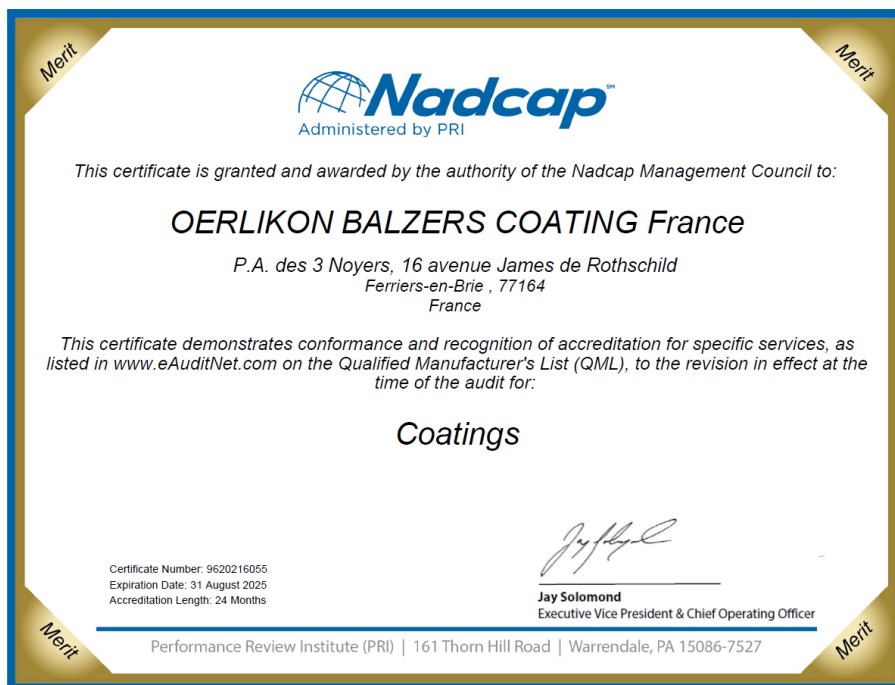 Merit
Merit
Nadcap℠
Administered by PRI
This certificate is granted and awarded by the authority of the Nadcap Management Council to:
OERLIKON BALZERS COATING France
P.A. des 3 Noyers, 16 avenue James de Rothschild
Ferriers-en-Brie , 77164
France
This certificate demonstrates conformance and recognition of accreditation for specific services, as
listed in www.eAuditNet.com on the Qualified Manufacturer's List (QML), to the revision in effect at the
time of the audit for:
Coatings
Certificate Number: 9620216055
Expiration Date: 31 August 2025
Accreditation Length: 24 Months
Jay Solomond
Executive Vice President & Chief Operating Officer
Merit
Merit
Performance Review Institute (PRI) | 161 Thorn Hill Road | Warrendale, PA 15086-7527